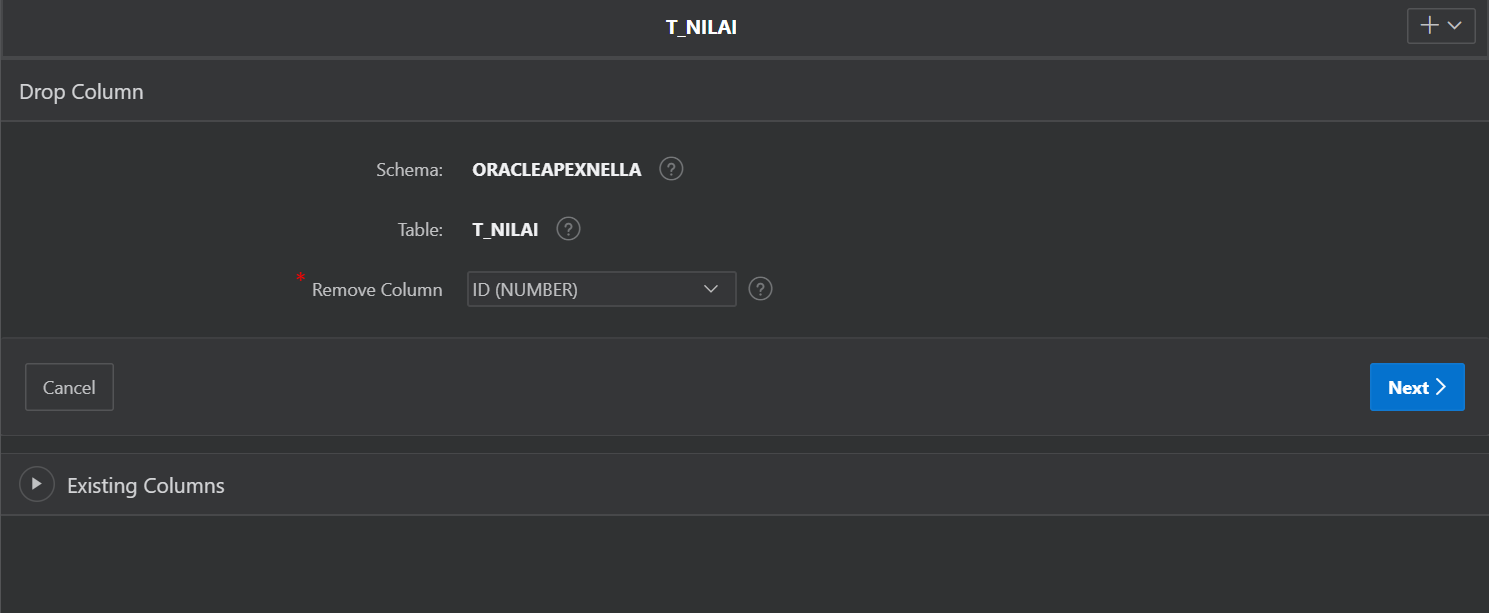 T_NILAI
Drop Column
Schema: ORACLEAPEXNELLA ?
Table: T_NILAI ?
* Remove Column ID (NUMBER) ?
Cancel Next
Existing Columns